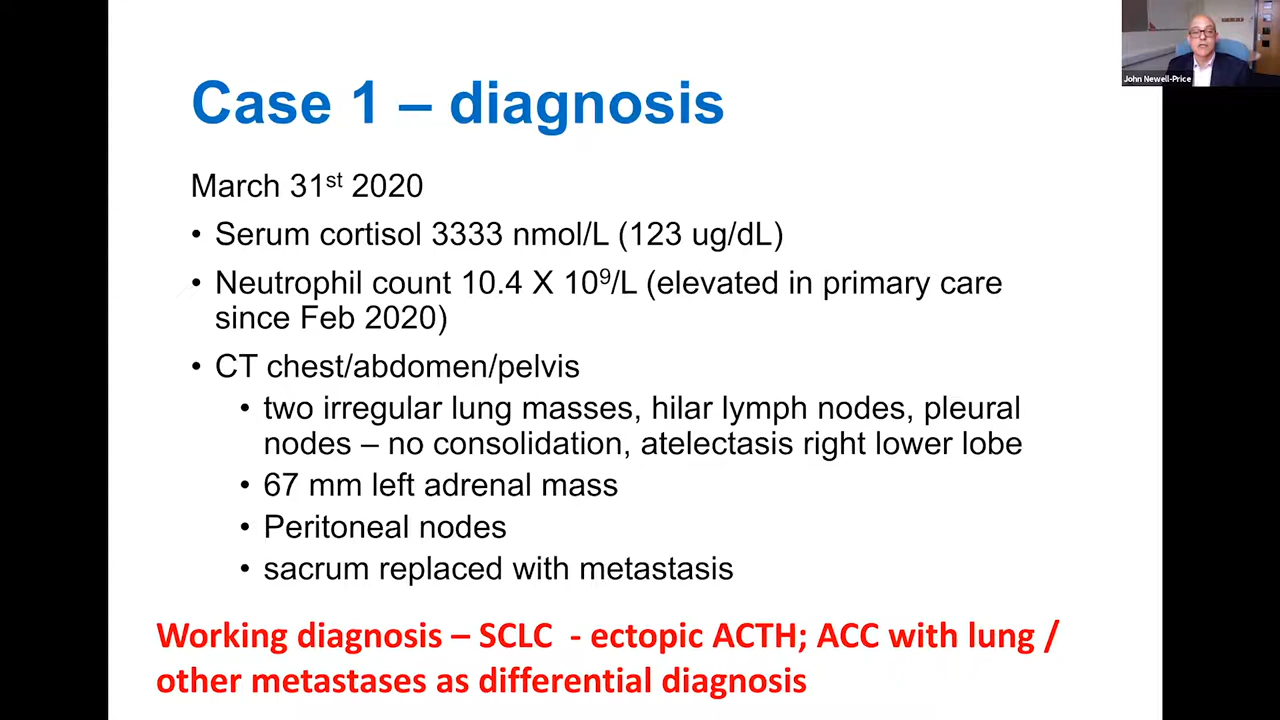 John Newell-Price
Case 1 – diagnosis
March 31st 2020
• Serum cortisol 3333 nmol/L (123 ug/dL)
• Neutrophil count 10.4 X 10⁹/L (elevated in primary care
since Feb 2020)
• CT chest/abdomen/pelvis
• two irregular lung masses, hilar lymph nodes, pleural
nodes – no consolidation, atelectasis right lower lobe
• 67 mm left adrenal mass
• Peritoneal nodes
• sacrum replaced with metastasis
Working diagnosis – SCLC - ectopic ACTH; ACC with lung /
other metastases as differential diagnosis